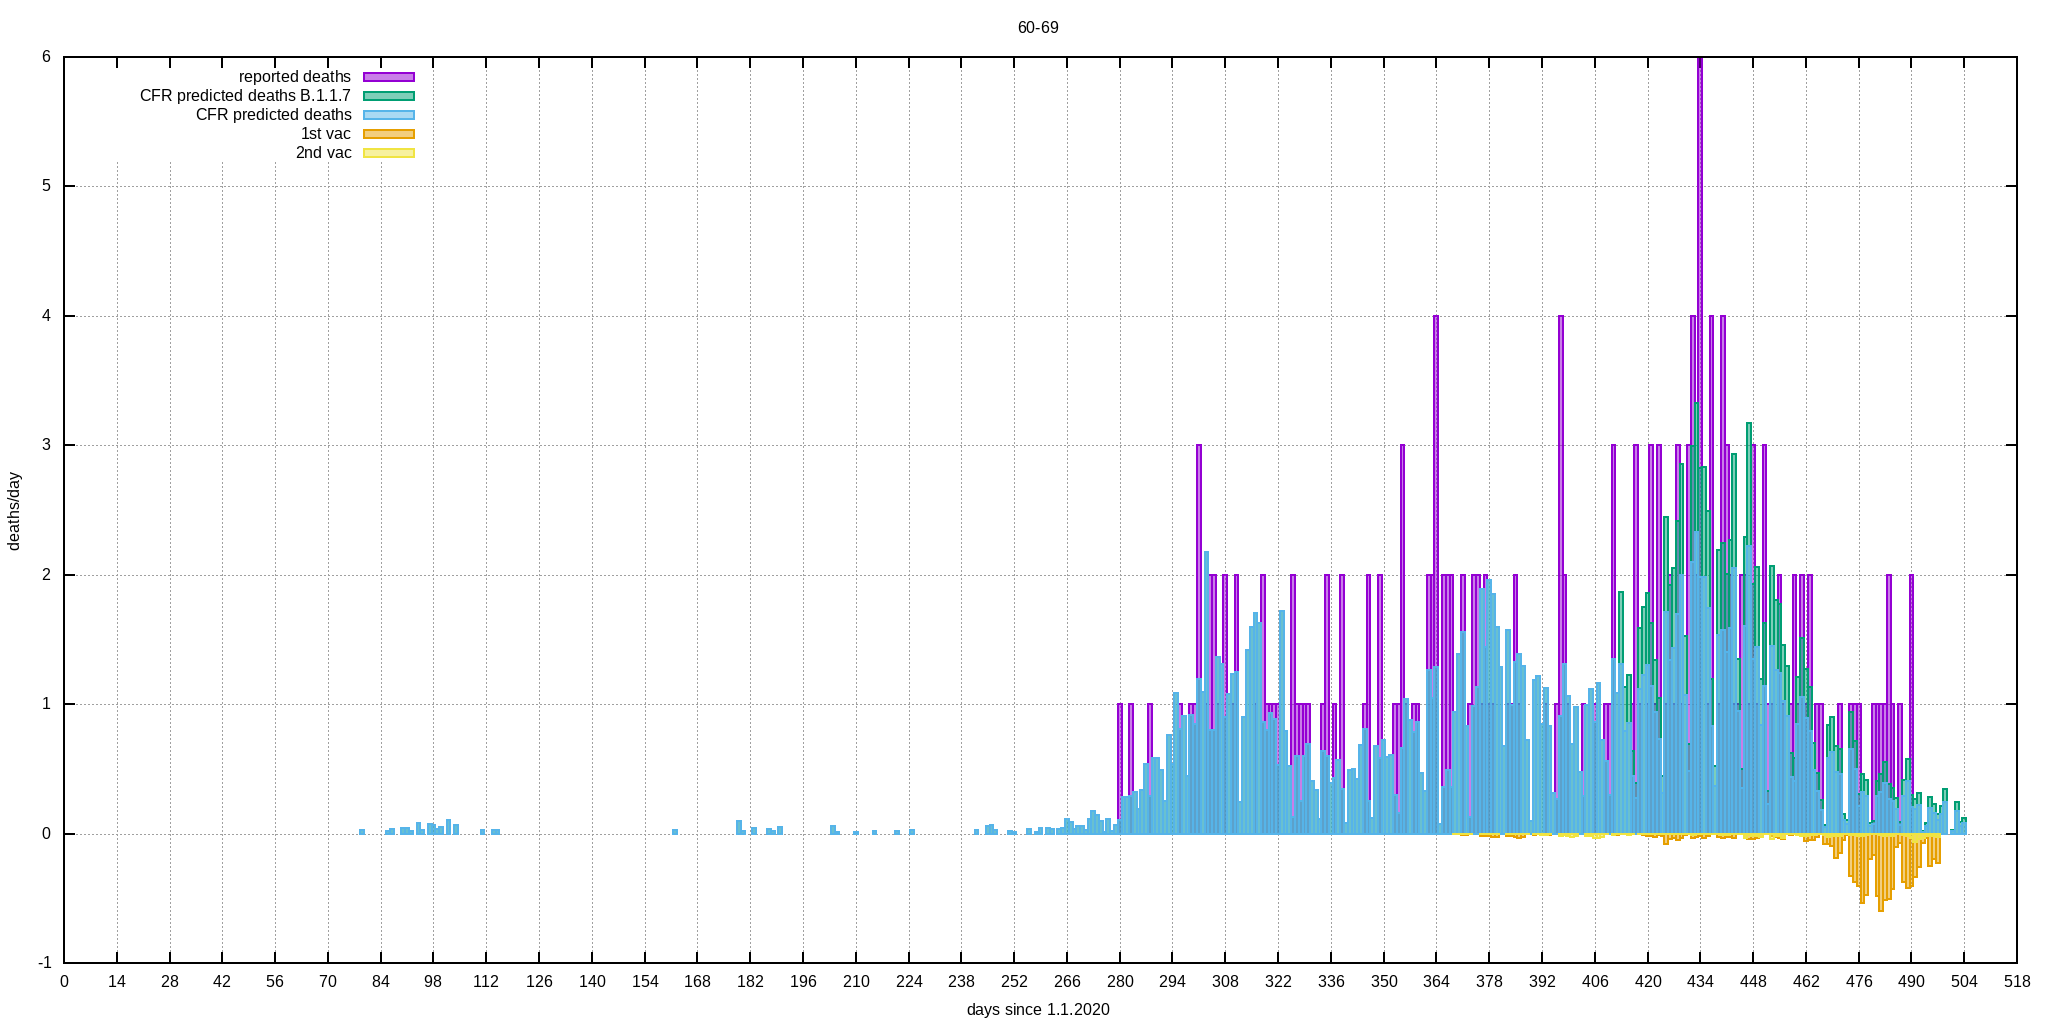 60-69
reported deaths
CFR predicted deaths B.1.1.7
CFR predicted deaths
1st vac
2nd vac
deaths/day
6
5
4
3
2
1
0
-1
0 14 28 42 56 70 84 98 112 126 140 154 168 182 196 210 224 238 252 266 280 294 308 322 336 350 364 378 392 406 420 434 448 462 476 490 504 518
days since 1.1.2020